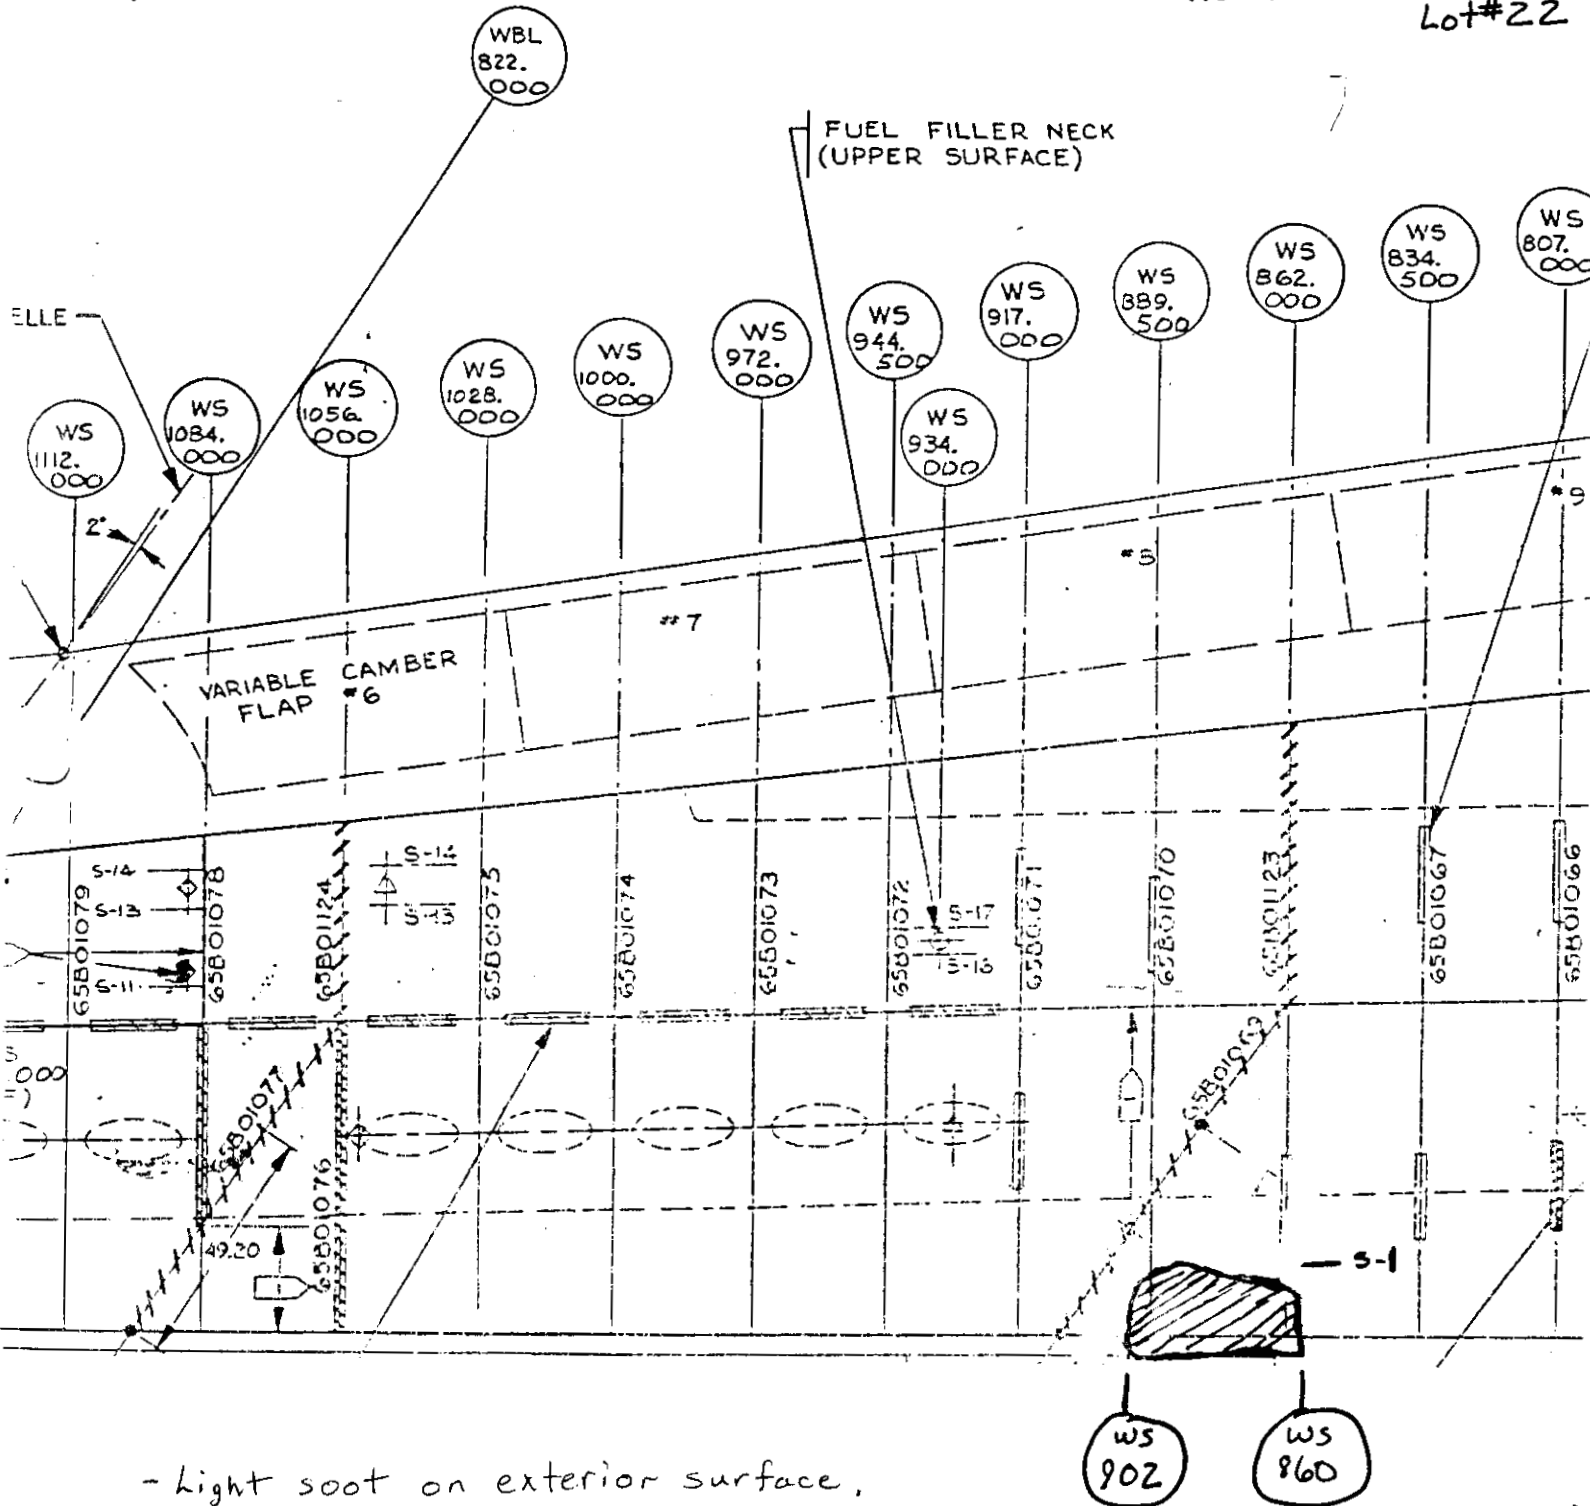 Lot#22
WBL
822.
000
FUEL FILLER NECK
(UPPER SURFACE)
WS
807.
000
WS
834.
500
WS
862.
000
WS
889.
500
WS
917.
000
WS
944.
500
WS
972.
000
WS
1000.
000
WS
1028.
000
WS
1056.
000
WS
1084.
000
WS
1112.
000
WS
934.
000
ELLE
2°
#9
#7
VARIABLE CAMBER
FLAP #6
S-14
S-13
S-11
S-14
S-13
S-17
S-16
65B01079
65B01078
65B01124
65B01075
65B01074
65B01073
65B01072
65B01071
65B01070
65B01123
65B01067
65B01066
000
65B01077
65B01076
65B01069
49.20
S-1
WS
902
WS
860
- Light soot on exterior surface.